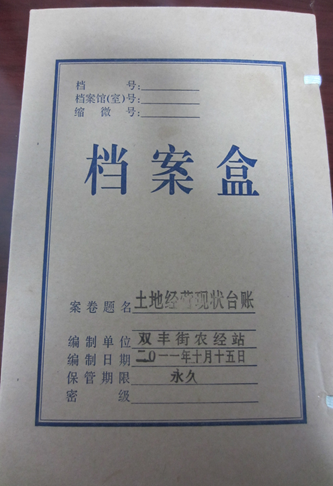 档号:
档案馆(室)号:
缩微号:
档案盒
案卷题名 土地经营现状台账
编制单位 双丰街农经站
编制日期 二〇一一年十月十五日
保管期限 永久
密级